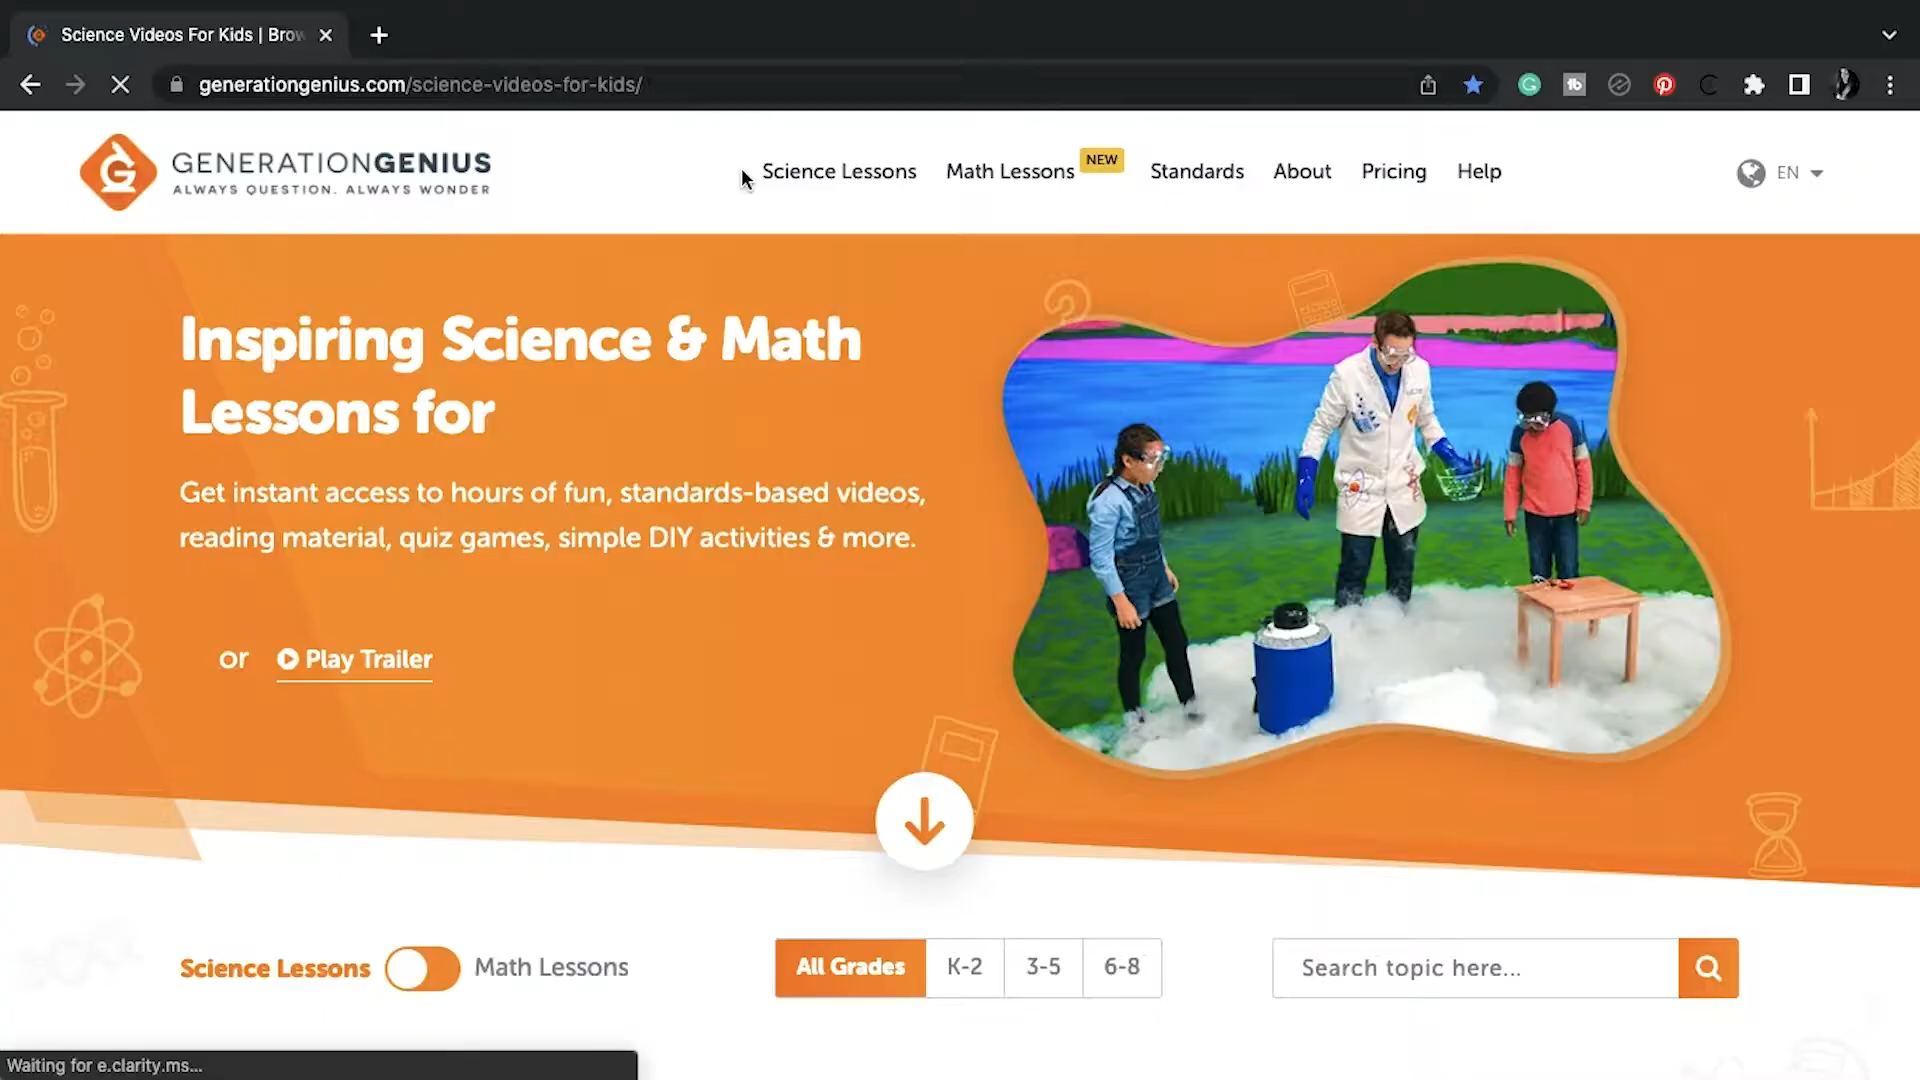 Science Videos For Kids | Brow
generationgenius.com/science-videos-for-kids/
GENERATIONGENIUS
ALWAYS QUESTION. ALWAYS WONDER
Science Lessons
Math Lessons
NEW
Standards
About
Pricing
Help
EN
Inspiring Science & Math
Lessons for
Get instant access to hours of fun, standards-based videos,
reading material, quiz games, simple DIY activities & more.
or
Play Trailer
Science Lessons
Math Lessons
All Grades
K-2
3-5
6-8
Search topic here...
Waiting for e.clarity.ms...